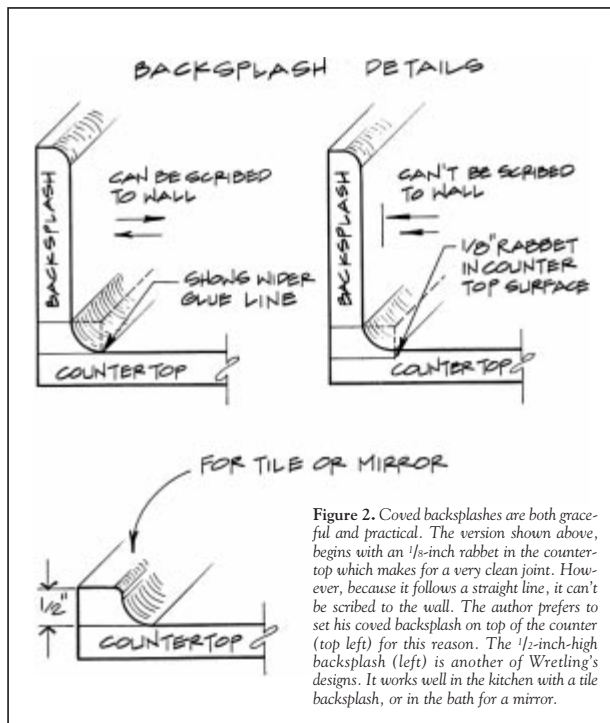 BACKSPLASH DETAILS
BACKSPLASH
CAN BE SCRIBED
TO WALL
SHOWS WIDER
GLUE LINE
COUNTERTOP
BACKSPLASH
CAN'T BE SCRIBED
TO WALL
1/8" RABBET
IN COUNTER
TOP SURFACE
COUNTERTOP
FOR TILE OR MIRROR
1/2"
COUNTERTOP
Figure 2. Coved backsplashes are both grace-
ful and practical. The version shown above,
begins with an 1/8-inch rabbet in the counter-
top which makes for a very clean joint. How-
ever, because it follows a straight line, it can't
be scribed to the wall. The author prefers to
set his coved backsplash on top of the counter
(top left) for this reason. The 1/2-inch-high
backsplash (left) is another of Wretling's
designs. It works well in the kitchen with a tile
backsplash, or in the bath for a mirror.